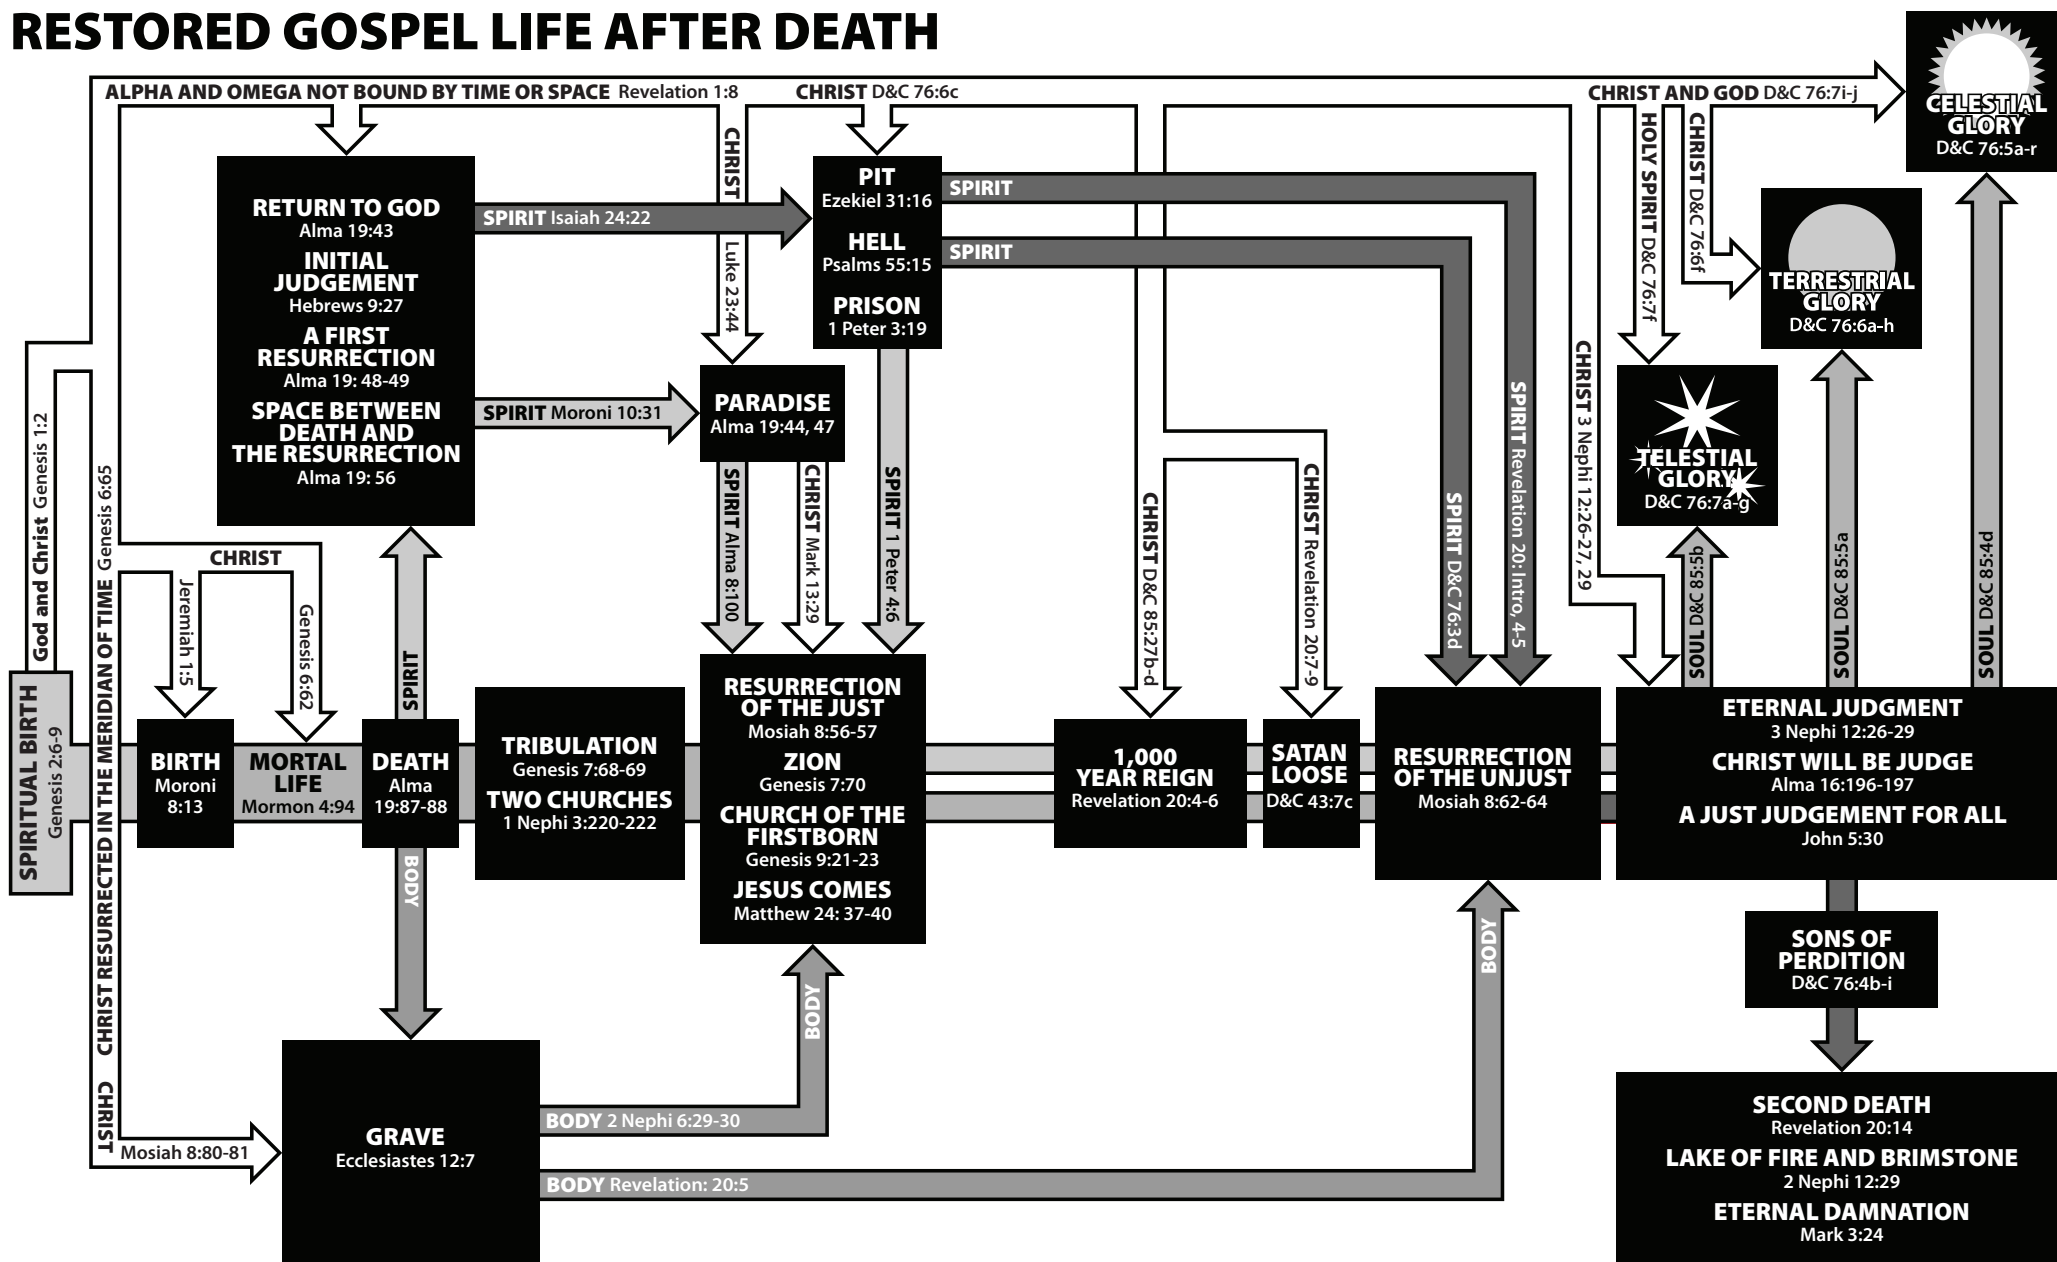 RESTORED GOSPEL LIFE AFTER DEATH
ALPHA AND OMEGA NOT BOUND BY TIME OR SPACE Revelation 1:8
CHRIST D&C 76:6c
CHRIST AND GOD D&C 76:7i-j
CELESTIAL
GLORY
D&C 76:5a-r
RETURN TO GOD
Alma 19:43
INITIAL
JUDGEMENT
Hebrews 9:27
A FIRST
RESURRECTION
Alma 19: 48-49
SPACE BETWEEN
DEATH AND
THE RESURRECTION
Alma 19: 56
SPIRIT Isaiah 24:22
SPIRIT Moroni 10:31
CHRIST Luke 23:44
PIT
Ezekiel 31:16
HELL
Psalms 55:15
PRISON
1 Peter 3:19
SPIRIT
SPIRIT
HOLY SPIRIT D&C 76:7f
CHRIST D&C 76:6f
TERRESTRIAL
GLORY
D&C 76:6a-h
PARADISE
Alma 19:44, 47
TELESTIAL
GLORY
D&C 76:7a-g
God and Christ Genesis 1:2
CHRIST RESURRECTED IN THE MERIDIAN OF TIME Genesis 6:65
CHRIST
Jeremiah 1:5
Genesis 6:62
SPIRIT
SPIRIT Alma 8:100
CHRIST Mark 13:29
SPIRIT 1 Peter 4:6
CHRIST D&C 85:27b-d
CHRIST Revelation 20:7-9
SPIRIT D&C 76:3d
SPIRIT Revelation 20: Intro, 4-5
CHRIST 3 Nephi 12:26-27, 29
SOUL D&C 85:5b
SOUL D&C 85:5a
SOUL D&C 85:4d
SPIRITUAL BIRTH
Genesis 2:6-9
BIRTH
Moroni
8:13
MORTAL
LIFE
Mormon 4:94
DEATH
Alma
19:87-88
TRIBULATION
Genesis 7:68-69
TWO CHURCHES
1 Nephi 3:220-222
RESURRECTION
OF THE JUST
Mosiah 8:56-57
ZION
Genesis 7:70
CHURCH OF THE
FIRSTBORN
Genesis 9:21-23
JESUS COMES
Matthew 24: 37-40
1,000
YEAR REIGN
Revelation 20:4-6
SATAN
LOOSE
D&C 43:7c
RESURRECTION
OF THE UNJUST
Mosiah 8:62-64
ETERNAL JUDGMENT
3 Nephi 12:26-29
CHRIST WILL BE JUDGE
Alma 16:196-197
A JUST JUDGEMENT FOR ALL
John 5:30
BODY
BODY
BODY
SONS OF
PERDITION
D&C 76:4b-i
CHRIST
Mosiah 8:80-81
GRAVE
Ecclesiastes 12:7
BODY 2 Nephi 6:29-30
BODY Revelation: 20:5
SECOND DEATH
Revelation 20:14
LAKE OF FIRE AND BRIMSTONE
2 Nephi 12:29
ETERNAL DAMNATION
Mark 3:24